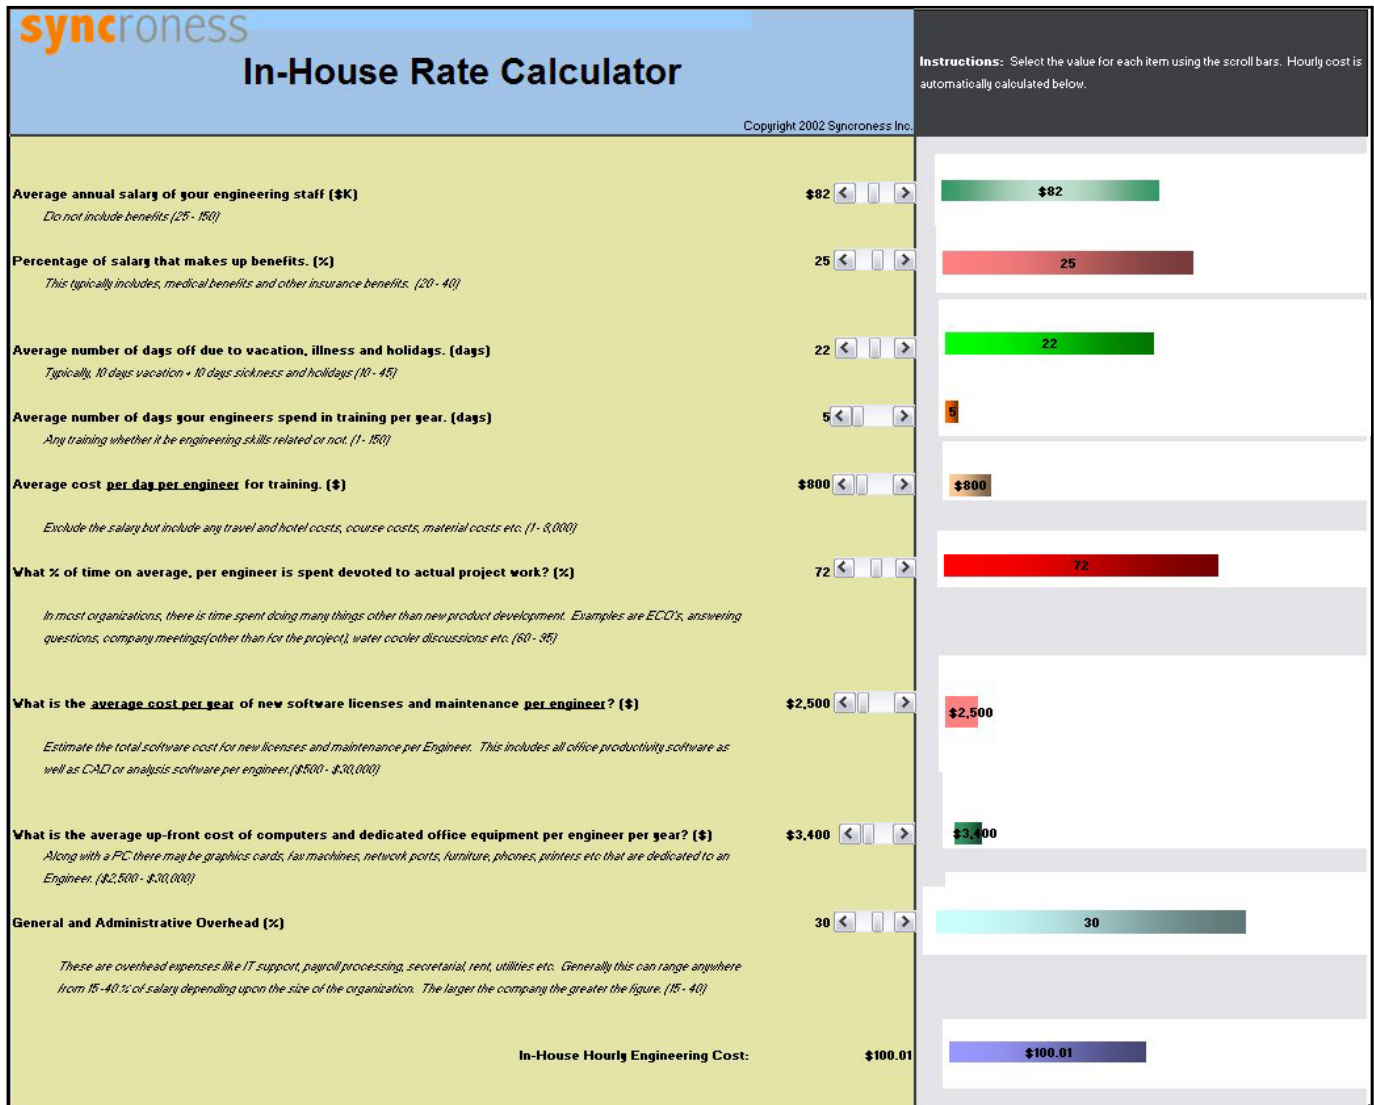 syncroness
In-House Rate Calculator
Copyright 2002 Syncroness Inc.
Instructions: Select the value for each item using the scroll bars. Hourly cost is
automatically calculated below.
Average annual salary of your engineering staff ($K) $82 $82
Do not include benefits (25 - 150)
Percentage of salary that makes up benefits. (%) 25 25
This typically includes, medical benefits and other insurance benefits. (20 - 40)
Average number of days off due to vacation, illness and holidays. (days) 22 22
Typically, 10 days vacation + 10 days sickness and holidays (10 - 45)
Average number of days your engineers spend in training per year. (days) 5 5
Any training whether it be engineering skills related or not. (1 - 150)
Average cost per day per engineer for training. ($) $800 $800
Exclude the salary but include any travel and hotel costs, course costs, material costs etc. (1 - 8,000)
What % of time on average, per engineer is spent devoted to actual project work? (%) 72 72
In most organizations, there is time spent doing many things other than new product development. Examples are ECO's, answering
questions, company meetings(other than for the project), water cooler discussions etc. (60 - 95)
What is the average cost per year of new software licenses and maintenance per engineer? ($) $2,500 $2,500
Estimate the total software cost for new licenses and maintenance per Engineer. This includes all office productivity software as
well as CAD or analysis software per engineer.($500 - $30,000)
What is the average up-front cost of computers and dedicated office equipment per engineer per year? ($) $3,400 $3,400
Along with a PC there may be graphics cards, fax machines, network ports, furniture, phones, printers etc that are dedicated to an
Engineer. ($2,500 - $30,000)
General and Administrative Overhead (%) 30 30
These are overhead expenses like IT support, payroll processing, secretarial, rent, utilities etc. Generally this can range anywhere
from 15 -40 % of salary depending upon the size of the organization. The larger the company the greater the figure. (15 - 40)
In-House Hourly Engineering Cost: $100.01 $100.01